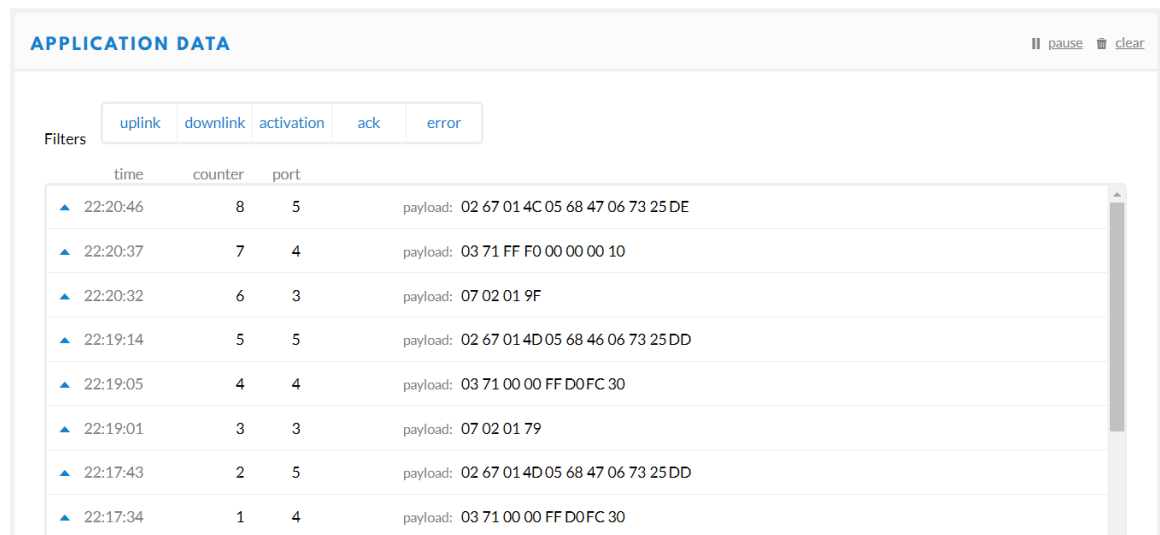 APPLICATION DATA pause clear
Filters uplink downlink activation ack error
time counter port
22:20:46 8 5 payload: 02 67 01 4C 05 68 47 06 73 25 DE
22:20:37 7 4 payload: 03 71 FF F0 00 00 00 10
22:20:32 6 3 payload: 07 02 01 9F
22:19:14 5 5 payload: 02 67 01 4D 05 68 46 06 73 25 DD
22:19:05 4 4 payload: 03 71 00 00 FF D0 FC 30
22:19:01 3 3 payload: 07 02 01 79
22:17:43 2 5 payload: 02 67 01 4D 05 68 47 06 73 25 DD
22:17:34 1 4 payload: 03 71 00 00 FF D0 FC 30